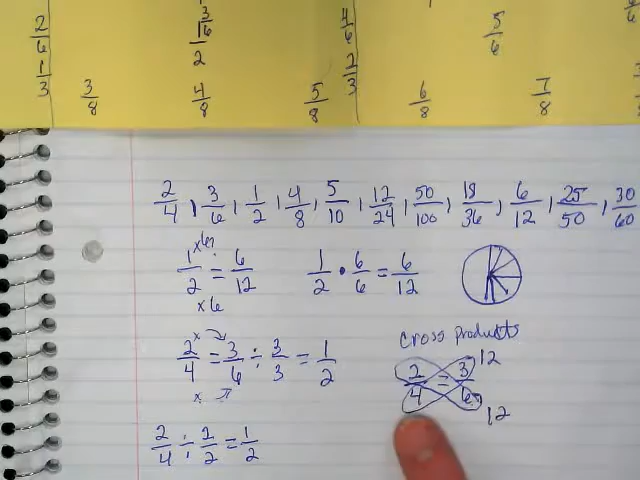 2/6 3/6 4/6 5/6
1/3 1/2 2/3
3/8 4/8 5/8 6/8 7/8
2/4, 3/6, 1/2, 4/8, 5/10, 12/24, 50/100, 18/36, 6/12, 25/50, 30/60
1/2 = 6/12 1/2 • 6/6 = 6/12
x6
2/4 = 3/6 ÷ 3/3 = 1/2
x
cross products
2/4 = 3/6 12
12
2/4 ÷ 2/2 = 1/2